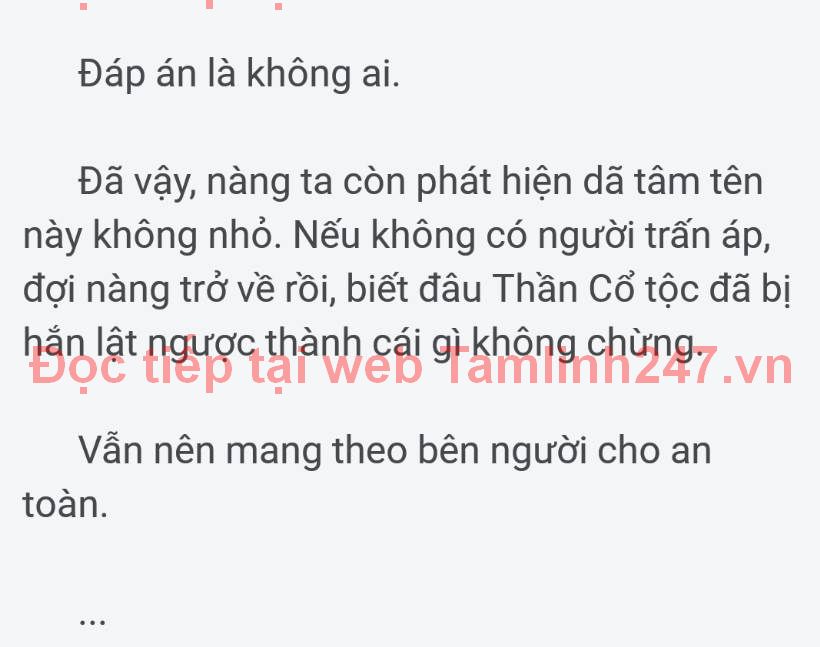 Đáp án là không ai.
Đã vậy, nàng ta còn phát hiện dã tâm tên
này không nhỏ. Nếu không có người trấn áp,
đợi nàng trở về rồi, biết đâu Thần Cổ tộc đã bị
hắn lật ngược thành cái gì không chừng.
Đọc tiếp tại web Tamlinh247.vn
Vẫn nên mang theo bên người cho an
toàn.
...